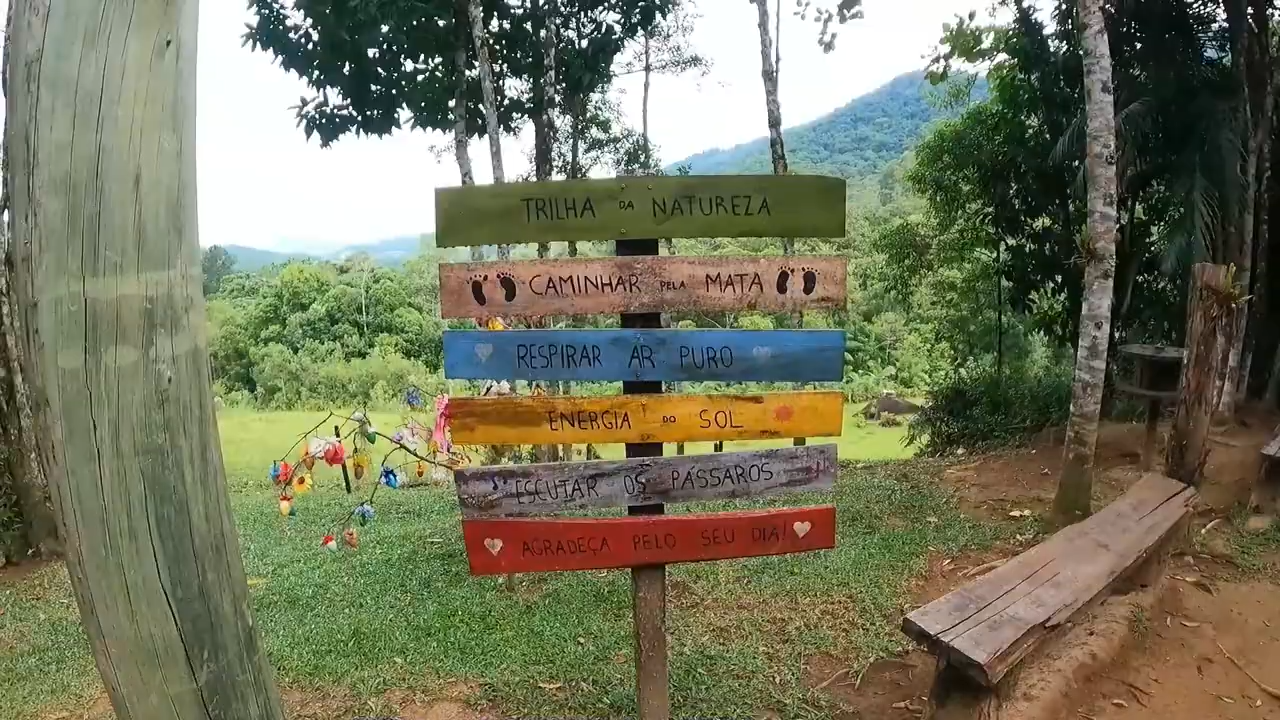 TRILHA DA NATUREZA
CAMINHAR PELA MATA
RESPIRAR AR PURO
ENERGIA DO SOL
ESCUTAR OS PÁSSAROS
AGRADEÇA PELO SEU DIA!